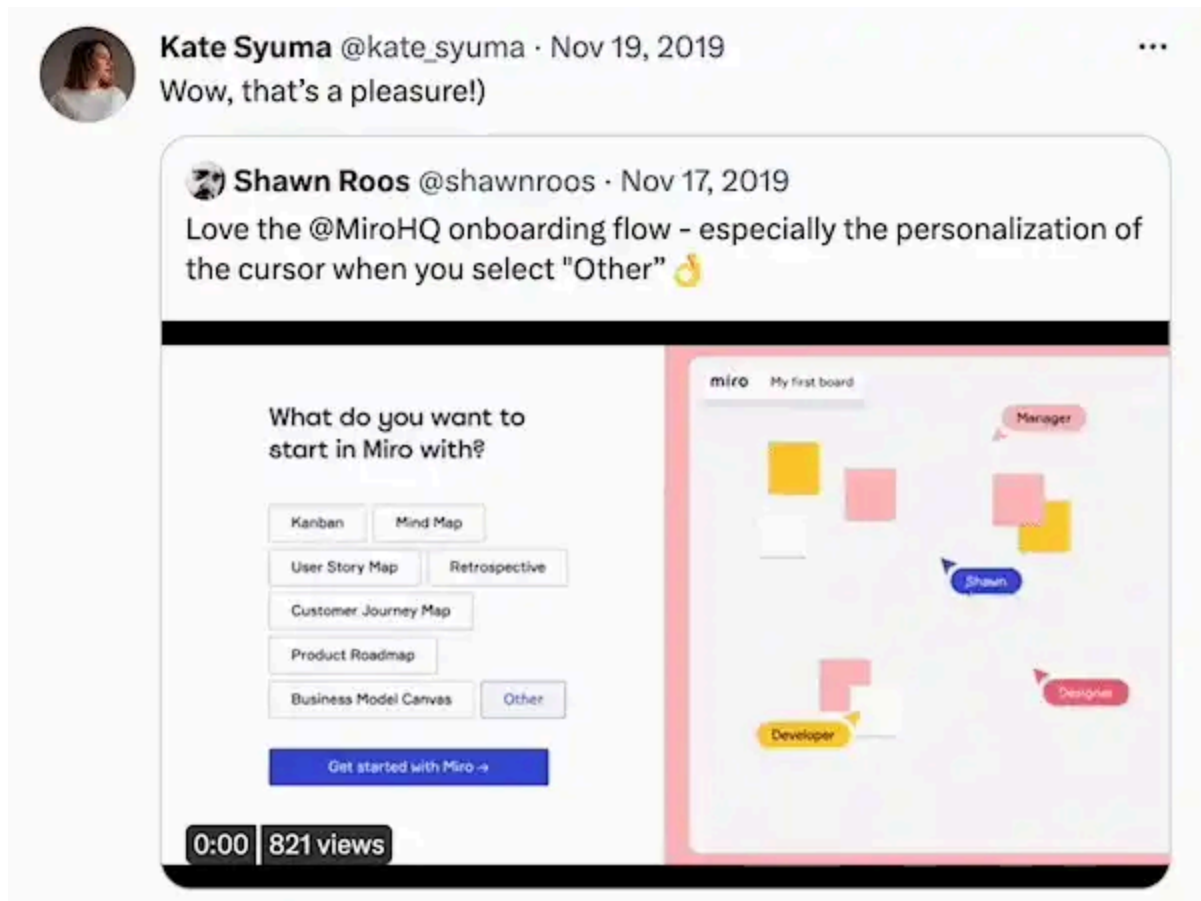 Kate Syuma @kate_syuma · Nov 19, 2019
Wow, that’s a pleasure!)
Shawn Roos @shawnroos · Nov 17, 2019
Love the @MiroHQ onboarding flow - especially the personalization of
the cursor when you select "Other” 👌
What do you want to
start in Miro with?
Kanban
Mind Map
User Story Map
Retrospective
Customer Journey Map
Product Roadmap
Business Model Canvas
Other
Get started with Miro →
miro
My first board
Manager
Shawn
Designer
Developer
0:00
821 views